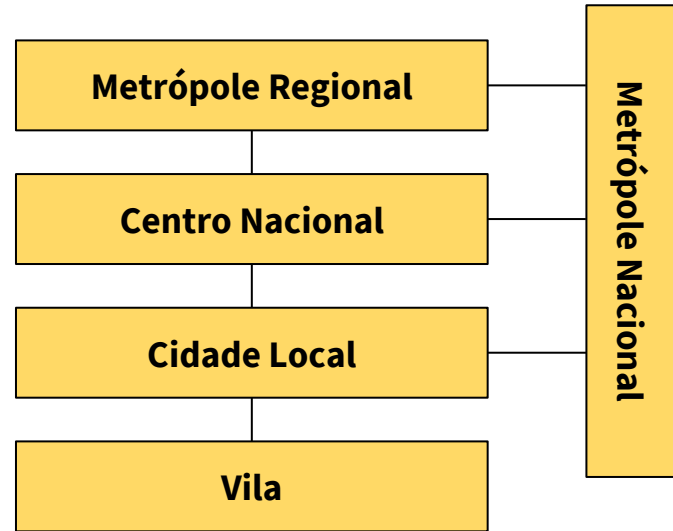 Metrópole Regional
Centro Nacional
Cidade Local
Vila
Metrópole Nacional